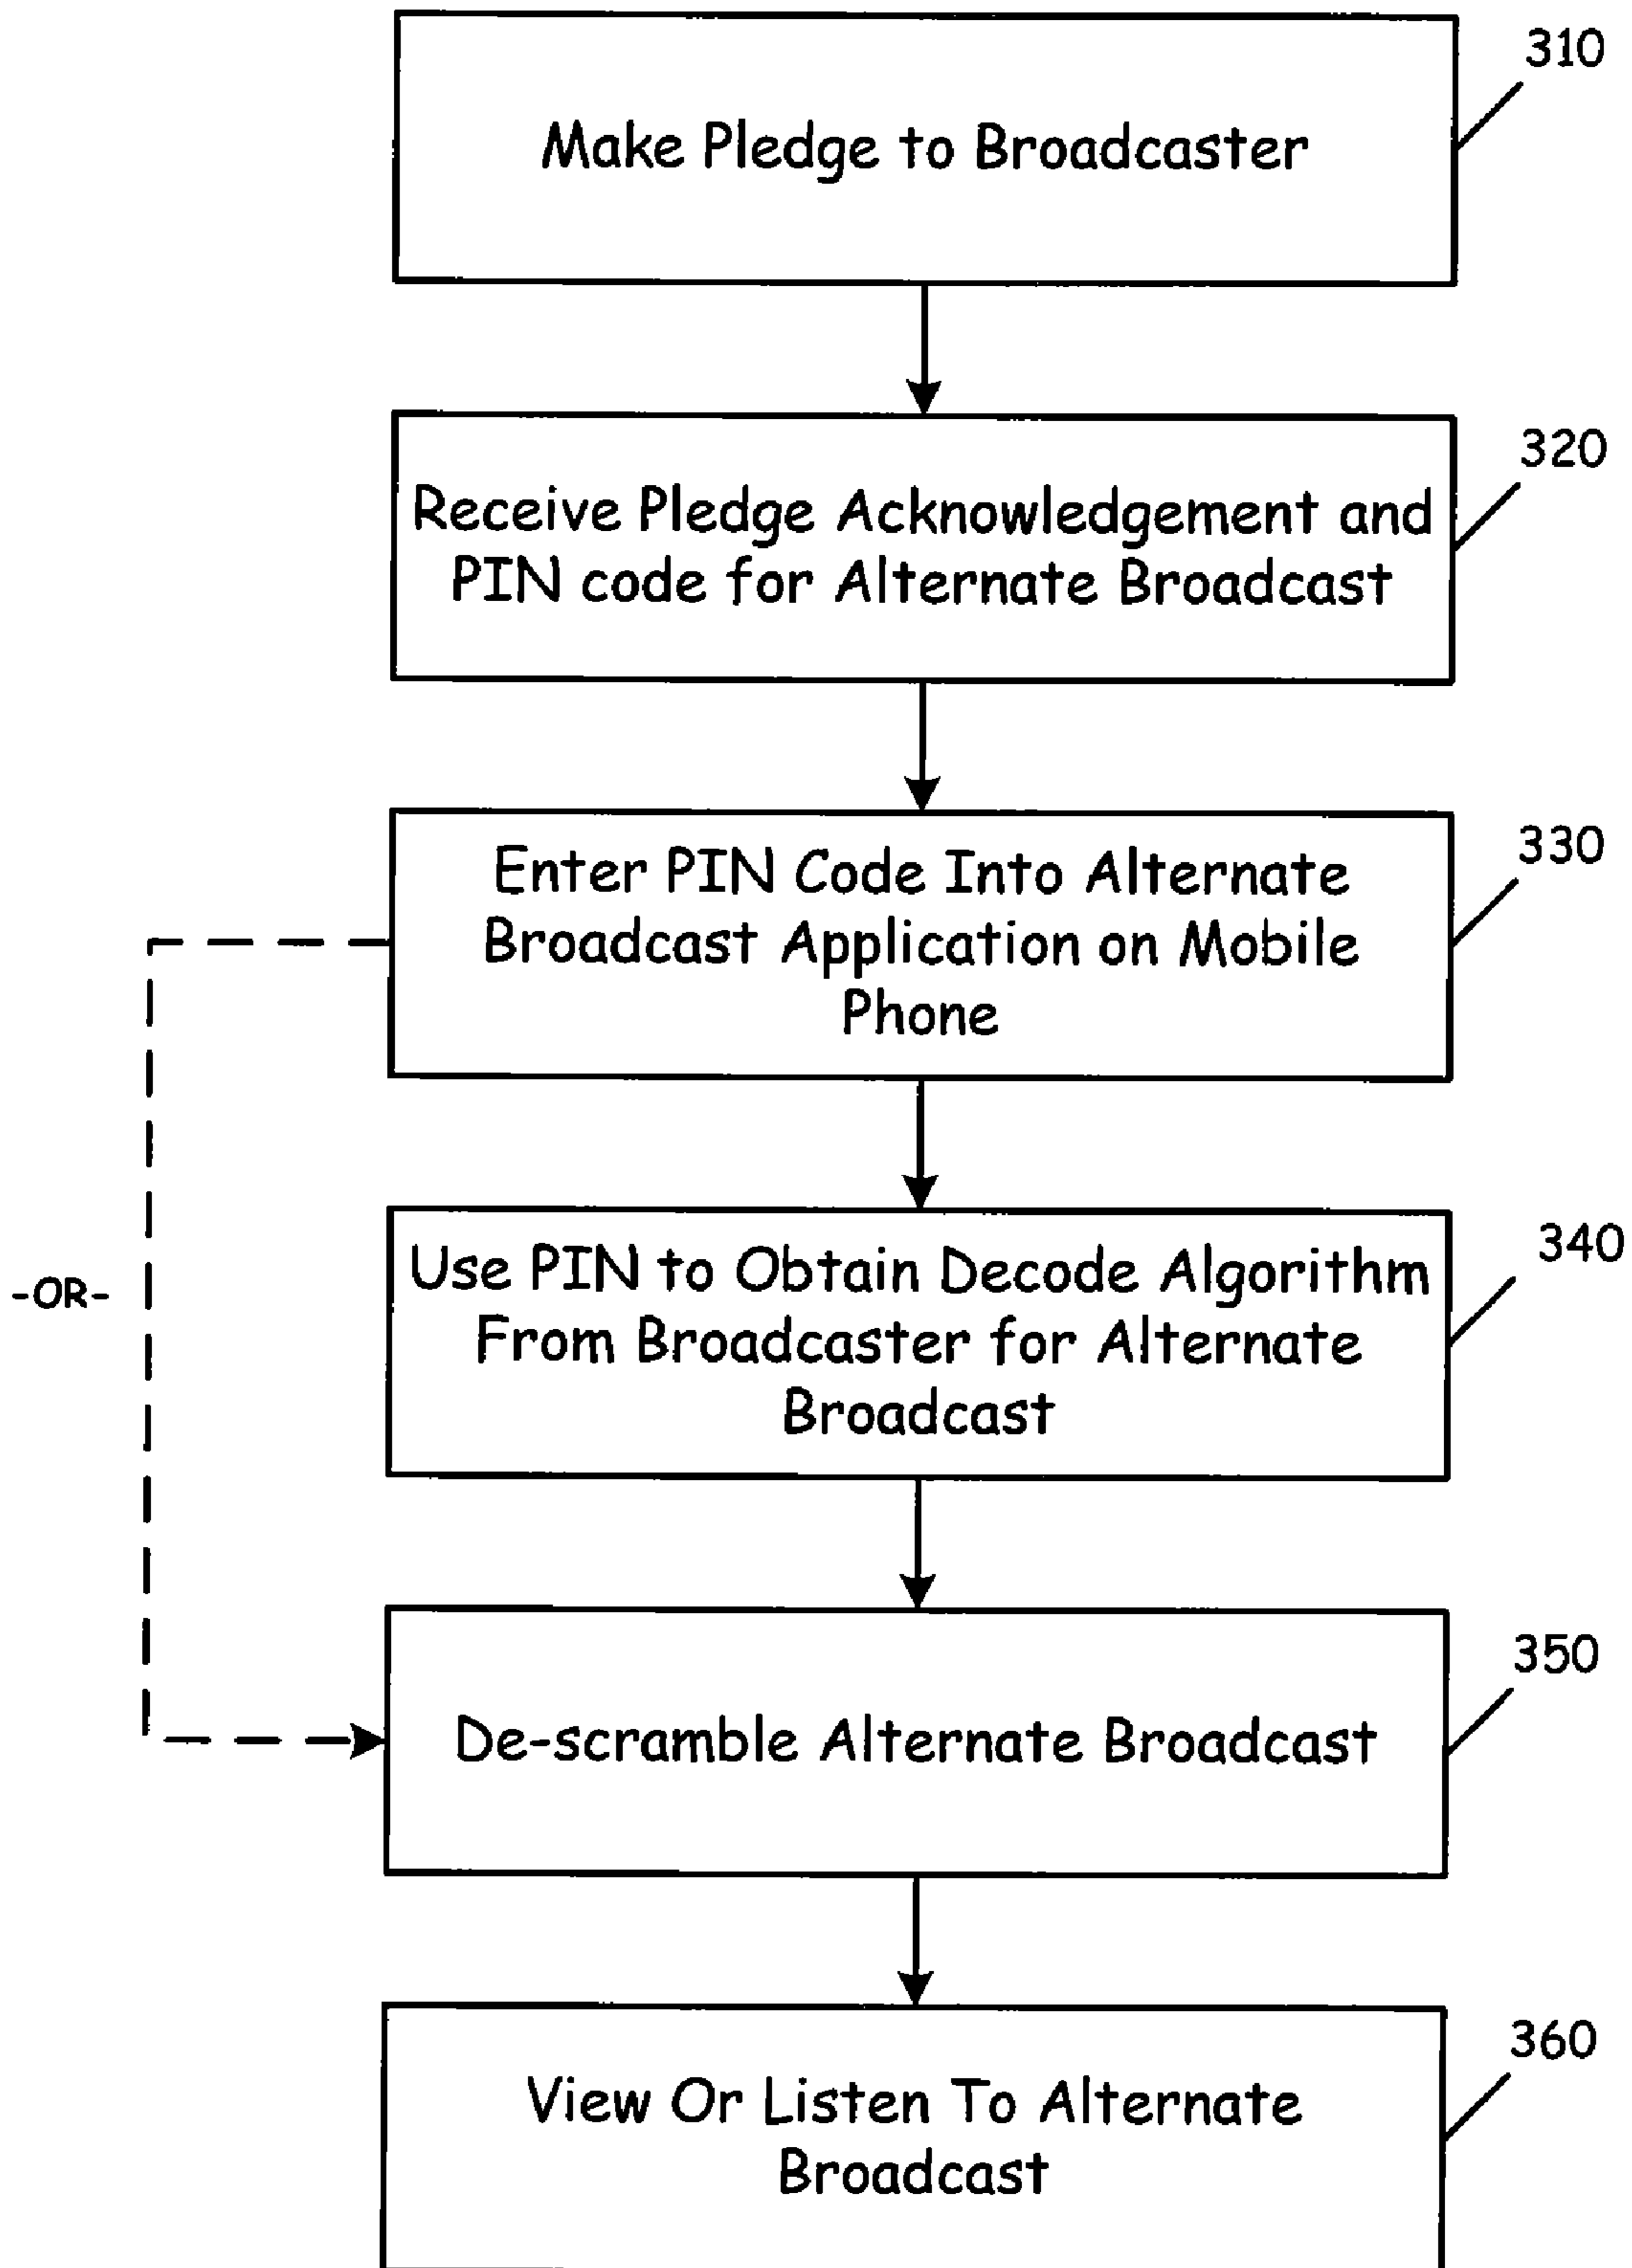 310
Make Pledge to Broadcaster
320
Receive Pledge Acknowledgement and
PIN code for Alternate Broadcast
330
Enter PIN Code Into Alternate
Broadcast Application on Mobile
Phone
340
Use PIN to Obtain Decode Algorithm
From Broadcaster for Alternate
Broadcast
-OR-
350
De-scramble Alternate Broadcast
360
View Or Listen To Alternate
Broadcast